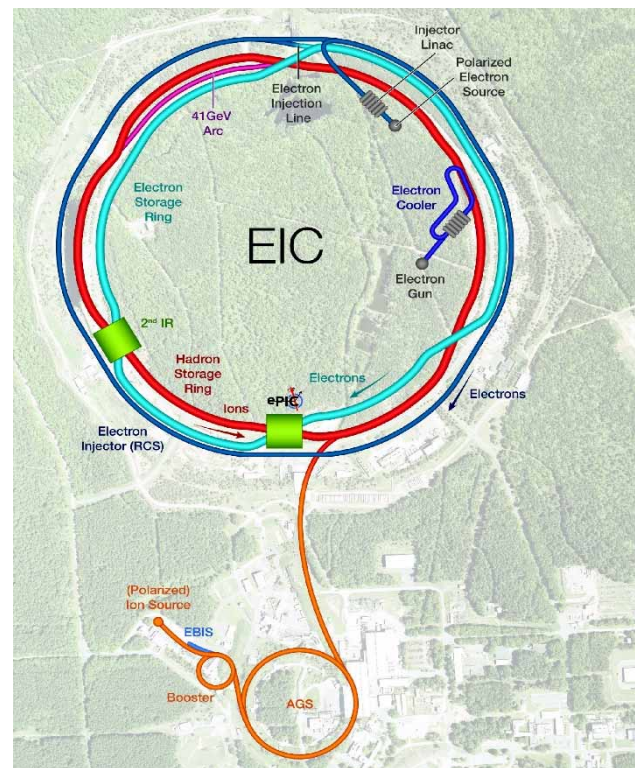 Injector
Linac
Polarized
Electron
Source
Electron
Injection
Line
41GeV
Arc
Electron
Storage
Ring
Electron
Cooler
EIC
Electron
Gun
2nd IR
Hadron
Storage
Ring
ePIC
Electrons
Ions
Electrons
Electron
Injector (RCS)
(Polarized)
Ion Source
EBIS
Booster
AGS